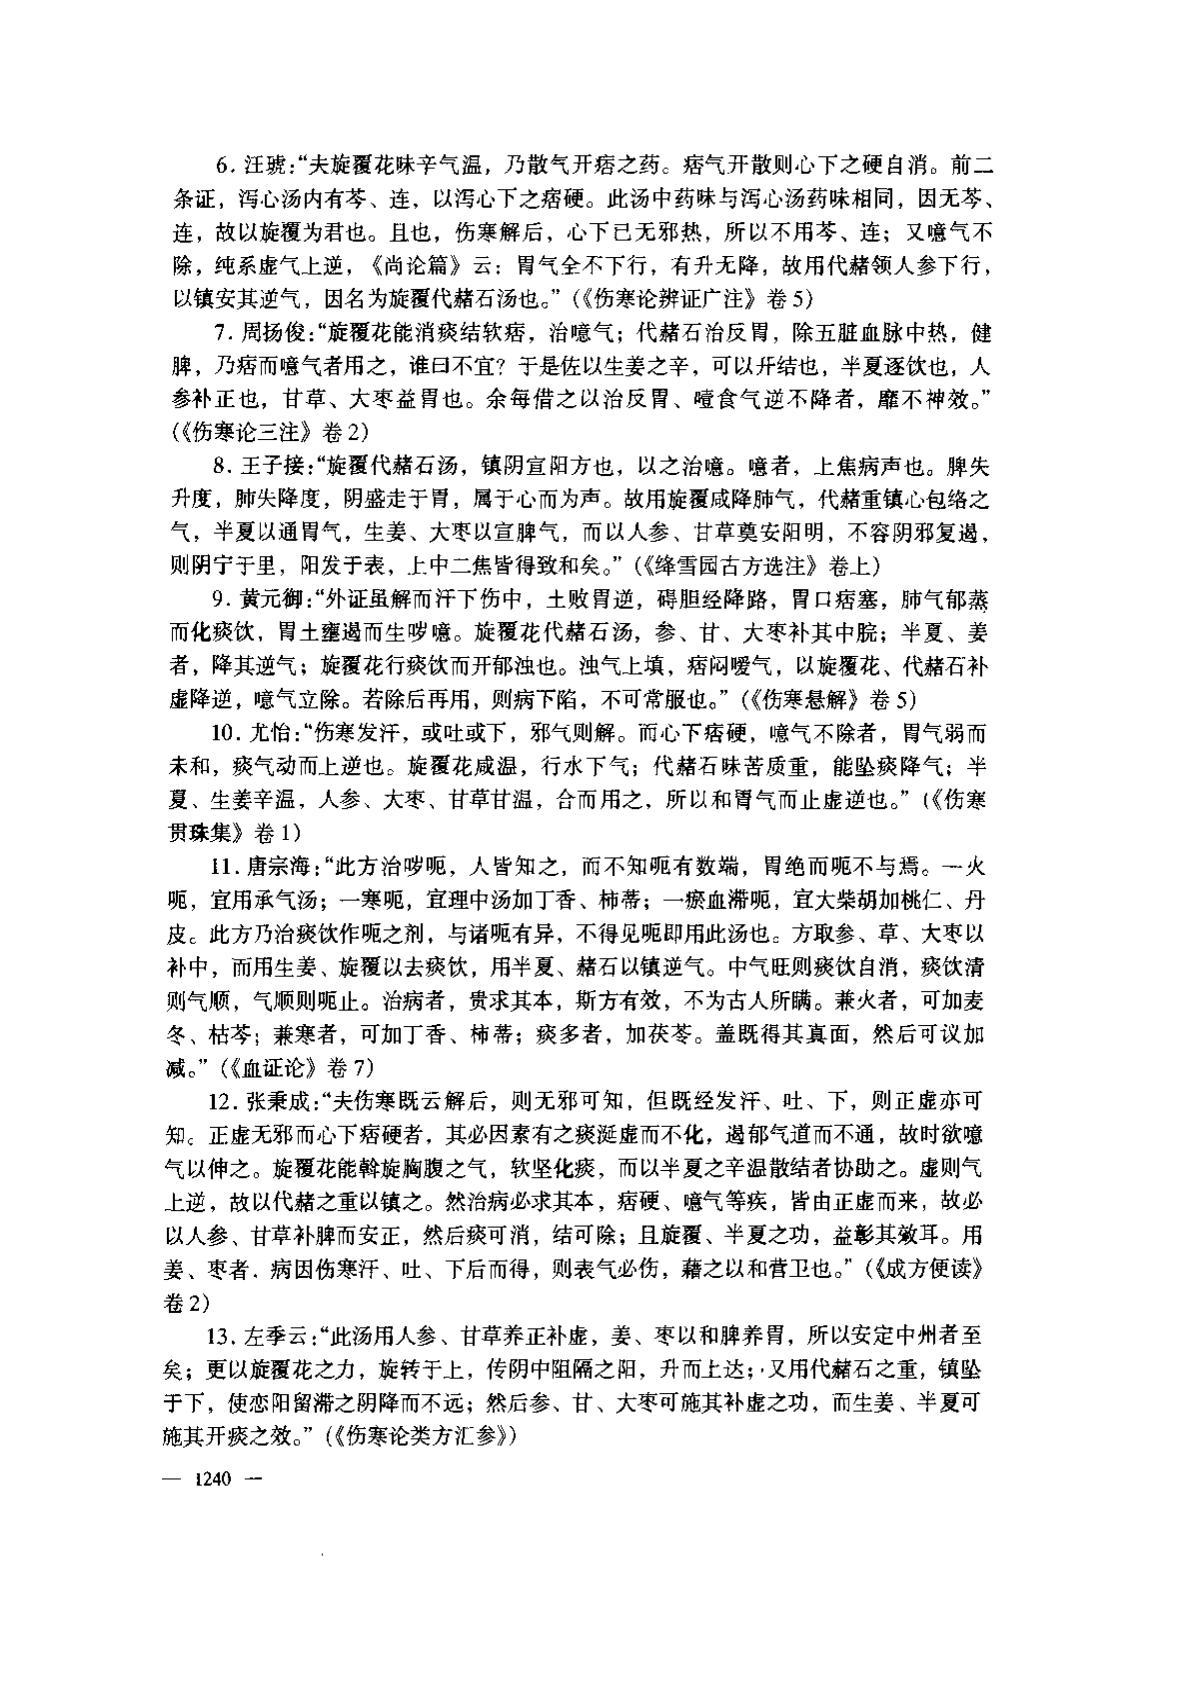 6. 汪琥:“夫旋覆花味辛气温，乃散气开痞之药。痞气开散则心下之硬自消。前二
条证，泻心汤内有芩、连，以泻心下之痞硬。此汤中药味与泻心汤药味相同，因无芩、
连，故以旋覆为君也。且也，伤寒解后，心下已无邪热，所以不用芩、连；又噫气不
除，纯系虚气上逆，《尚论篇》云：胃气全不下行，有升无降，故用代赭领人参下行，
以镇安其逆气，因名为旋覆代赭石汤也。”(《伤寒论辨证广注》卷5)
7. 周扬俊:“旋覆花能消痰结软痞，治噫气；代赭石治反胃，除五脏血脉中热，健
脾，乃痞而噫气者用之，谁曰不宜？于是佐以生姜之辛，可以开结也，半夏逐饮也，人
参补正也，甘草、大枣益胃也。余每借之以治反胃、噎食气逆不降者，靡不神效。”
(《伤寒论三注》卷2)
8. 王子接:“旋覆代赭石汤，镇阴宣阳方也，以之治噫。噫者，上焦病声也。脾失
升度，肺失降度，阴盛走于胃，属于心而为声。故用旋覆咸降肺气，代赭重镇心包络之
气，半夏以通胃气，生姜、大枣以宣脾气，而以人参、甘草奠安阳明，不容阴邪复遏，
则阴宁于里，阳发于表，上中二焦皆得致和矣。”(《绛雪园古方选注》卷上)
9. 黄元御:“外证虽解而汗下伤中，土败胃逆，碍胆经降路，胃口痞塞，肺气郁蒸
而化痰饮，胃土壅遏而生哕噫。旋覆花代赭石汤，参、甘、大枣补其中脘；半夏、姜
者，降其逆气；旋覆花行痰饮而开郁浊也。浊气上填，痞闷嗳气，以旋覆花、代赭石补
虚降逆，噫气立除。若除后再用，则病下陷，不可常服也。”(《伤寒悬解》卷5)
10. 尤怡:“伤寒发汗，或吐或下，邪气则解。而心下痞硬，噫气不除者，胃气弱而
未和，痰气动而上逆也。旋覆花咸温，行水下气；代赭石味苦质重，能坠痰降气；半
夏、生姜辛温，人参、大枣、甘草甘温，合而用之，所以和胃气而止虚逆也。”(《伤寒
贯珠集》卷1)
11. 唐宗海:“此方治哕呃，人皆知之，而不知呃有数端，胃绝而呃不与焉。一火
呃，宜用承气汤；一寒呃，宜理中汤加丁香、柿蒂；一瘀血滞呃，宜大柴胡加桃仁、丹
皮。此方乃治痰饮作呃之剂，与诸呃有异，不得见呃即用此汤也。方取参、草、大枣以
补中，而用生姜、旋覆以去痰饮，用半夏、赭石以镇逆气。中气旺则痰饮自消，痰饮清
则气顺，气顺则呃止。治病者，贵求其本，斯方有效，不为古人所瞒。兼火者，可加麦
冬、枯芩；兼寒者，可加丁香、柿蒂；痰多者，加茯苓。盖既得其真面，然后可议加
减。”(《血证论》卷7)
12. 张秉成:“夫伤寒既云解后，则无邪可知，但既经发汗、吐、下，则正虚亦可
知。正虚无邪而心下痞硬者，其必因素有之痰涎虚而不化，遏郁气道而不通，故时欲噫
气以伸之。旋覆花能斡旋胸腹之气，软坚化痰，而以半夏之辛温散结者协助之。虚则气
上逆，故以代赭之重以镇之。然治病必求其本，痞硬、噫气等疾，皆由正虚而来，故必
以人参、甘草补脾而安正，然后痰可消，结可除；且旋覆、半夏之功，益彰其效耳。用
姜、枣者，病因伤寒汗、吐、下后而得，则表气必伤，藉之以和营卫也。”(《成方便读》
卷2)
13. 左季云:“此汤用人参、甘草养正补虚，姜、枣以和脾养胃，所以安定中州者至
矣；更以旋覆花之力，旋转于上，传阴中阻隔之阳，升而上达；又用代赭石之重，镇坠
于下，使恋阳留滞之阴降而不远；然后参、甘、大枣可施其补虚之功，而生姜、半夏可
施其开痰之效。”(《伤寒论类方汇参》)
— 1240 —